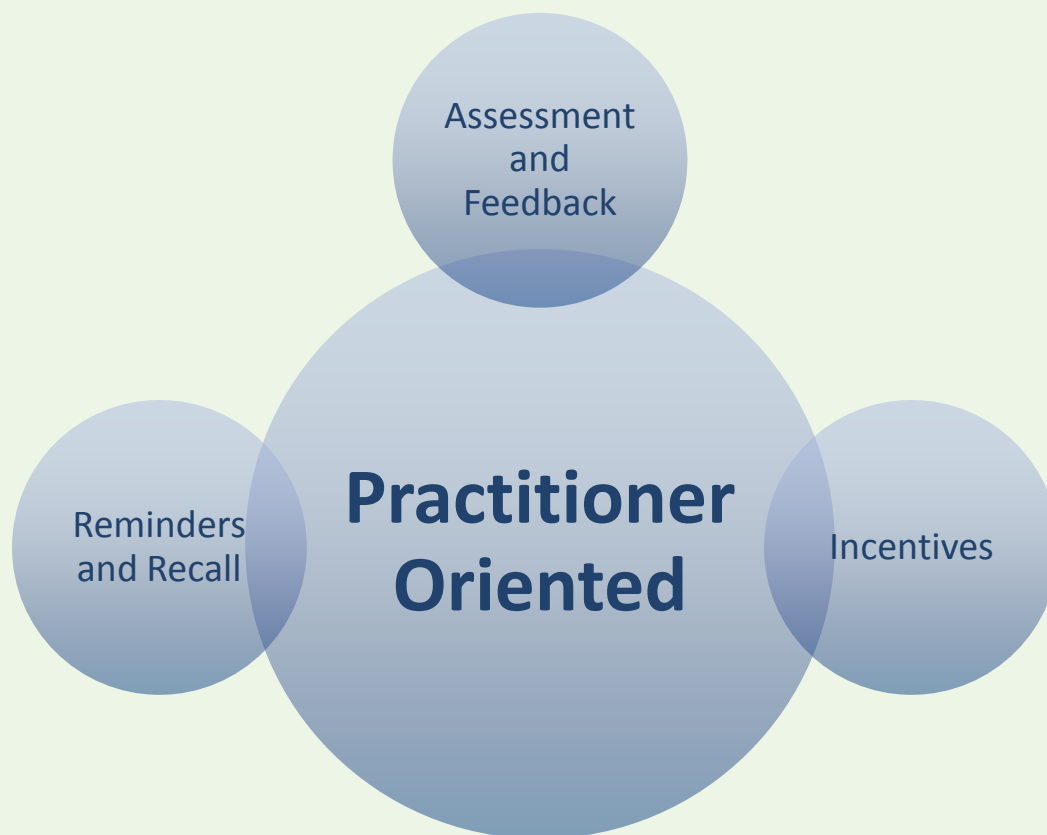 Assessment
and
Feedback
Practitioner
Oriented
Reminders
and Recall
Incentives